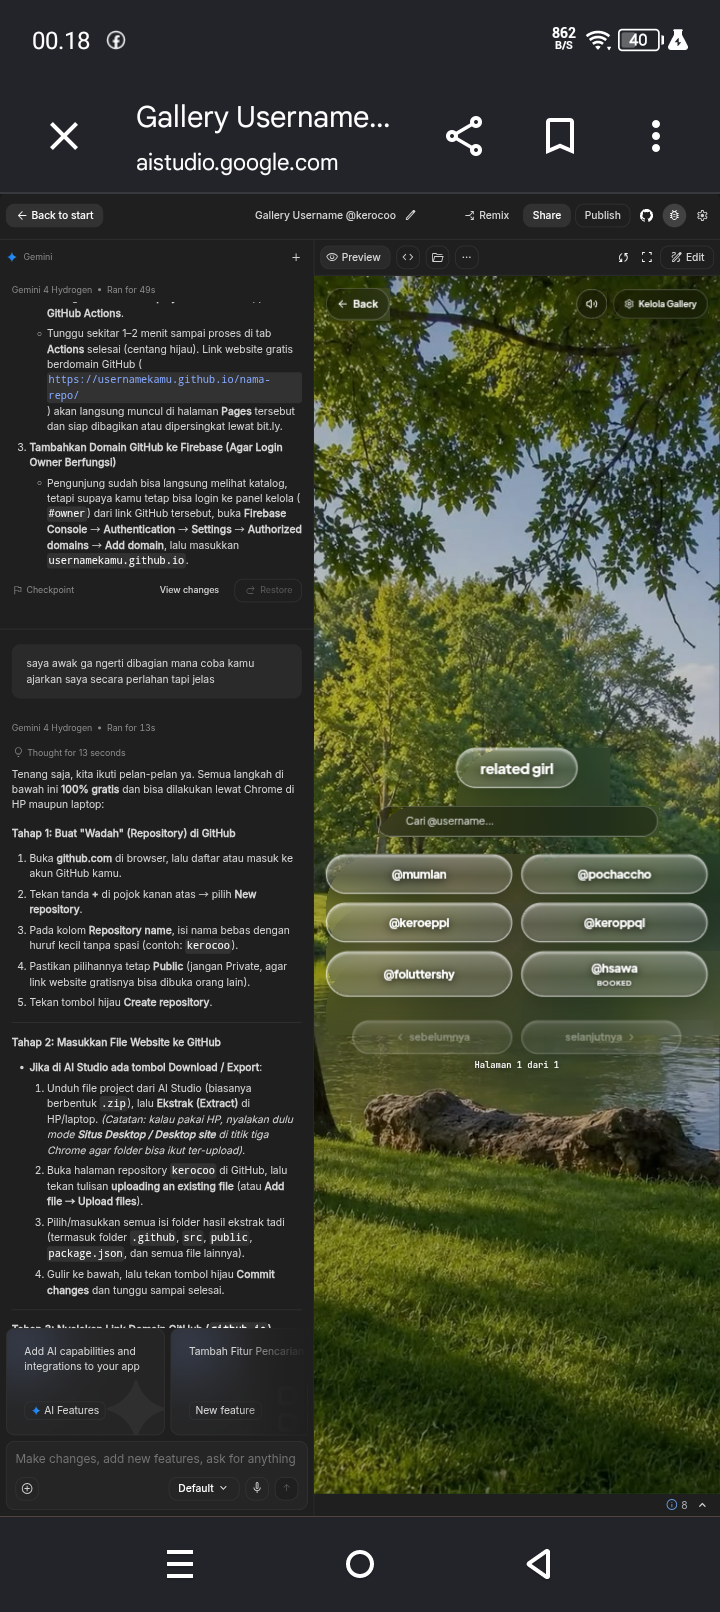 00.18
862
B/S
40
Gallery Username...
aistudio.google.com
Back to start
Gallery Username @kerocoo
Remix
Share
Publish
Gemini
Preview
Edit
Gemini 4 Hydrogen • Ran for 49s
GitHub Actions.
Tunggu sekitar 1–2 menit sampai proses di tab
Actions selesai (centang hijau). Link website gratis
berdomain GitHub (
https://usernamekamu.github.io/nama-
repo/
) akan langsung muncul di halaman Pages tersebut
dan siap dibagikan atau dipersingkat lewat bit.ly.
3. Tambahkan Domain GitHub ke Firebase (Agar Login
Owner Berfungsi)
Pengunjung sudah bisa langsung melihat katalog,
tetapi supaya kamu tetap bisa login ke panel kelola (
#owner) dari link GitHub tersebut, buka Firebase
Console → Authentication → Settings → Authorized
domains → Add domain, lalu masukkan
usernamekamu.github.io.
Checkpoint
View changes
Restore
saya awak ga ngerti dibagian mana coba kamu
ajarkan saya secara perlahan tapi jelas
Gemini 4 Hydrogen • Ran for 13s
Thought for 13 seconds
Tenang saja, kita ikuti pelan-pelan ya. Semua langkah di
bawah ini 100% gratis dan bisa dilakukan lewat Chrome di
HP maupun laptop:
Tahap 1: Buat "Wadah" (Repository) di GitHub
1. Buka github.com di browser, lalu daftar atau masuk ke
akun GitHub kamu.
2. Tekan tanda + di pojok kanan atas → pilih New
repository.
3. Pada kolom Repository name, isi nama bebas dengan
huruf kecil tanpa spasi (contoh: kerocoo).
4. Pastikan pilihannya tetap Public (jangan Private, agar
link website gratisnya bisa dibuka orang lain).
5. Tekan tombol hijau Create repository.
Tahap 2: Masukkan File Website ke GitHub
• Jika di AI Studio ada tombol Download / Export:
1. Unduh file project dari AI Studio (biasanya
berbentuk .zip), lalu Ekstrak (Extract) di
HP/laptop. (Catatan: kalau pakai HP, nyalakan dulu
mode Situs Desktop / Desktop site di titik tiga
Chrome agar folder bisa ikut ter-upload).
2. Buka halaman repository kerocoo di GitHub, lalu
tekan tulisan uploading an existing file (atau Add
file → Upload files).
3. Pilih/masukkan semua isi folder hasil ekstrak tadi
(termasuk folder .github, src, public,
package.json, dan semua file lainnya).
4. Gulir ke bawah, lalu tekan tombol hijau Commit
changes dan tunggu sampai selesai.
Tahap 3: Nyalakan Link Domain GitHub (github.io)
Add AI capabilities and
integrations to your app
AI Features
Tambah Fitur Pencarian
New feature
Make changes, add new features, ask for anything
Default
Back
Kelola Gallery
related girl
Cari @username...
@mumlan
@pochaccho
@keroeppl
@keroppql
@foluttershy
@hsawa
BOOKED
‹ sebelumnya
selanjutnya ›
Halaman 1 dari 1
8